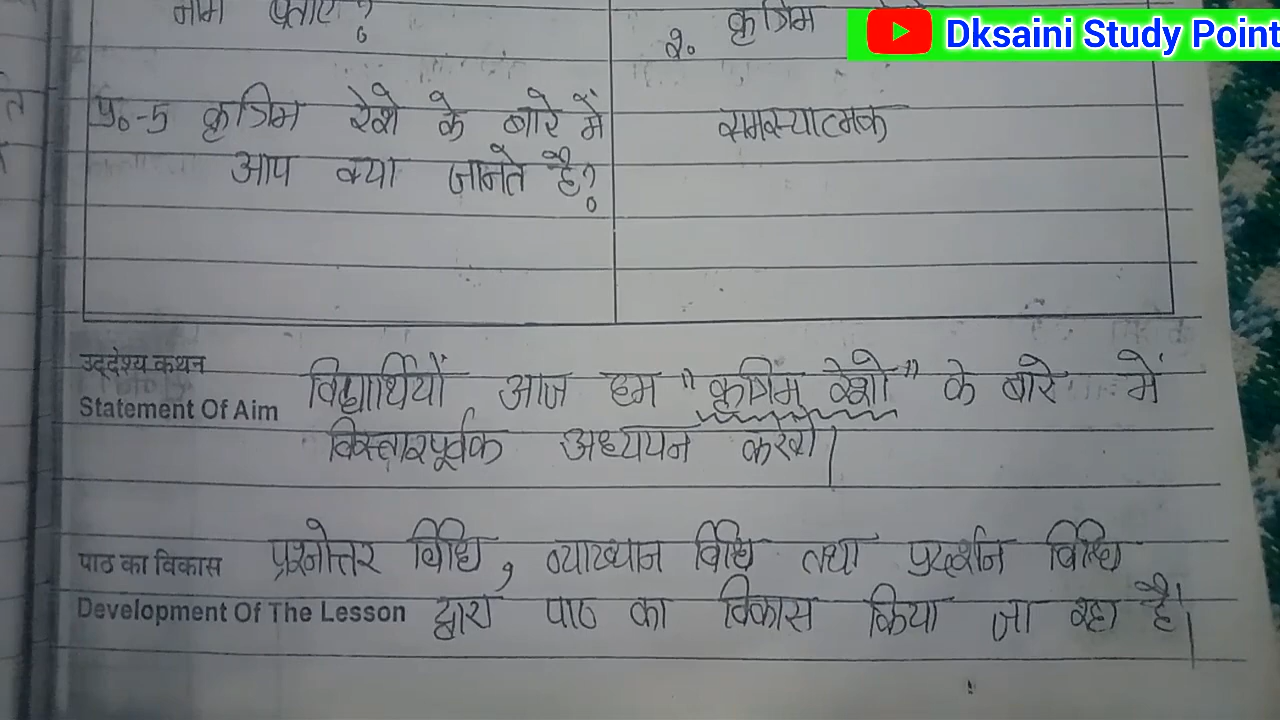 नाम बताए?
२. कृत्रिम
Dksaini Study Point
प्र०-5 कृत्रिम रेशे के बारे में
समस्यात्मक
आप क्या जानते है?
उद्देश्य कथन
Statement Of Aim
विद्यार्थियों आज हम "कृत्रिम रेशों" के बारे में
विस्तारपूर्वक अध्ययन करेंगे।
पाठ का विकास
Development Of The Lesson
प्रश्नोत्तर विधि, व्याख्यान विधि तथा प्रदर्शन विधि
द्वारा पाठ का विकास किया जा रहा है।